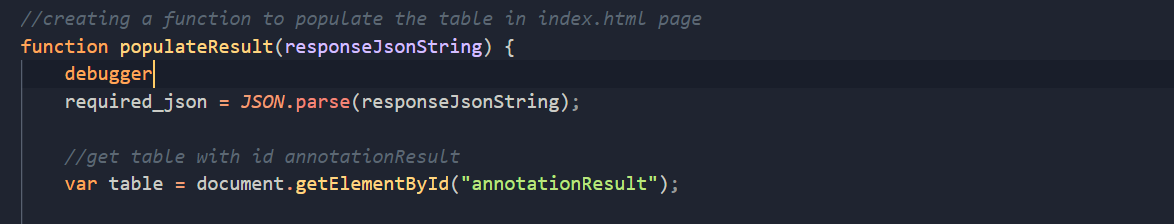 //creating a function to populate the table in index.html page
function populateResult(responseJsonString) {
    debugger
    required_json = JSON.parse(responseJsonString);
    //get table with id annotationResult
    var table = document.getElementById("annotationResult");